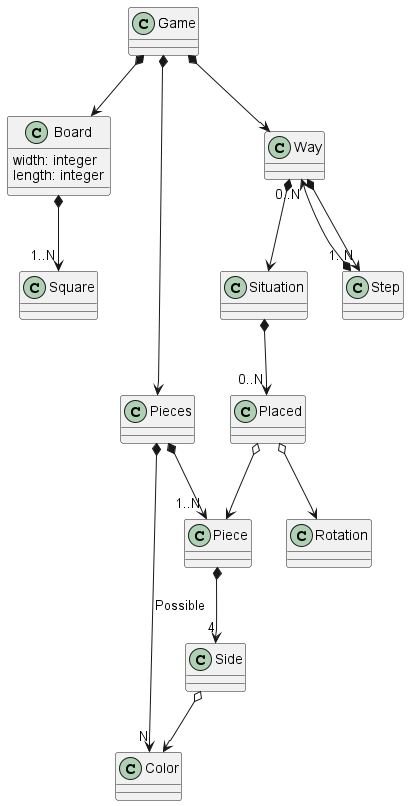 C Game
C Board
width: integer
length: integer
C Way
0..N
1..N
1..N
C Square
C Situation
C Step
0..N
C Pieces
C Placed
1..N
C Piece
C Rotation
Possible
4
C Side
N
C Color